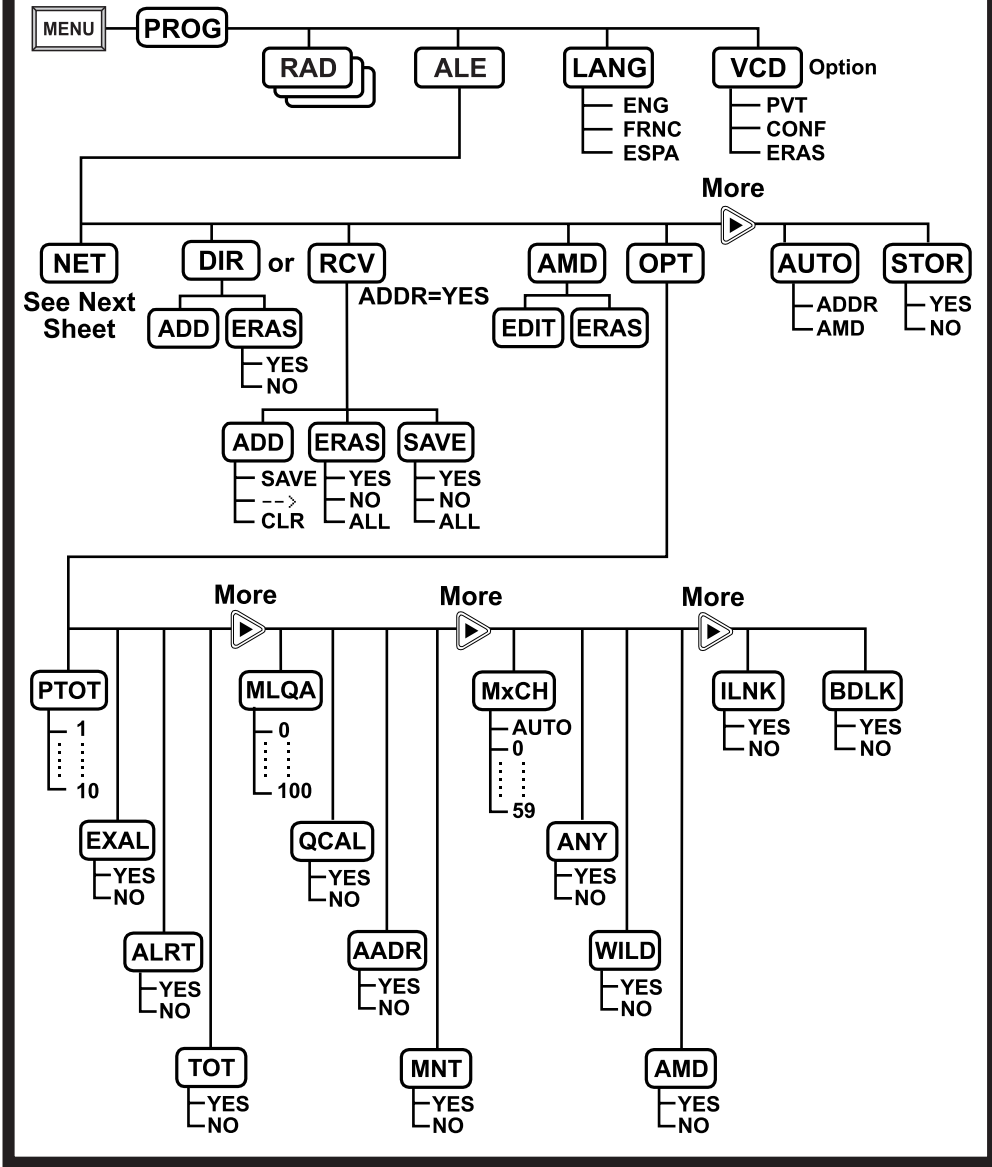 MENU PROG
RAD ALE LANG VCD Option
ENG PVT
FRNC CONF
ESPA ERAS
More
NET DIR or RCV AMD OPT AUTO STOR
See Next
Sheet
ADDR=YES
ADDR YES
AMD NO
ADD ERAS EDIT ERAS
YES
NO
ADD ERAS SAVE
SAVE YES YES
--> NO NO
CLR ALL ALL
More More More
PTOT MLQA MxCH ILNK BDLK
1 0 AUTO YES YES
0 NO NO
10 100 59
EXAL QCAL ANY
YES YES YES
NO NO NO
ALRT AADR WILD
YES YES YES
NO NO NO
TOT MNT AMD
YES YES YES
NO NO NO